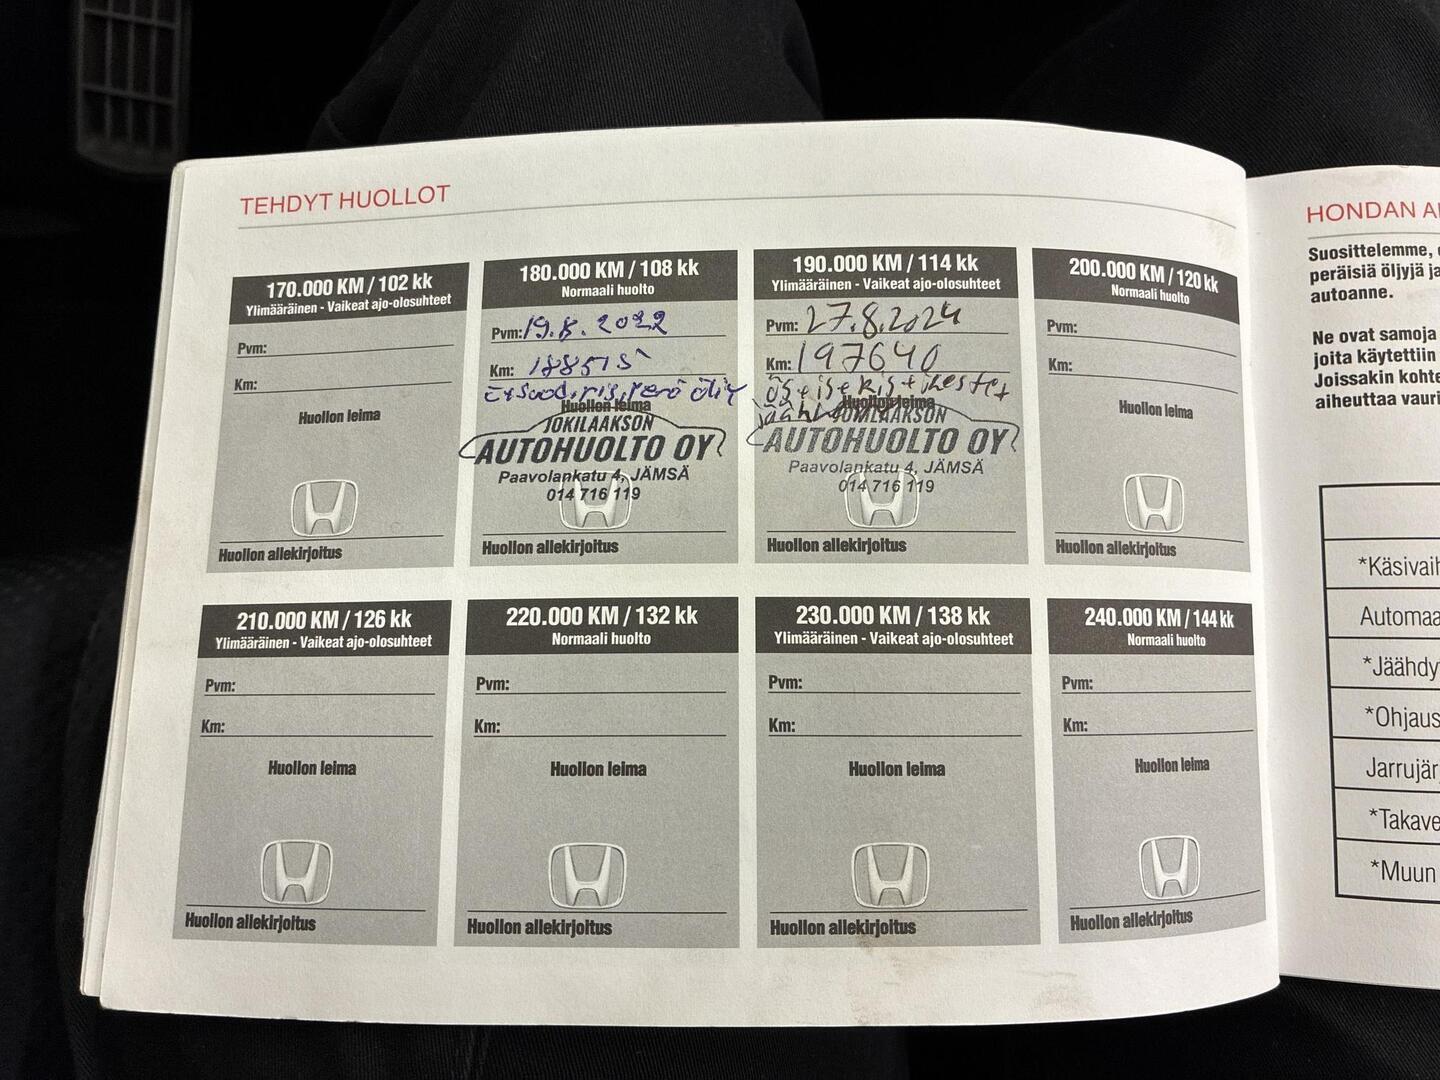 TEHDYT HUOLLOT
170.000 KM / 102 kk
Ylimääräinen - Vaikeat ajo-olosuhteet
Pvm:
Km:
Huollon leima
Huollon allekirjoitus
180.000 KM / 108 kk
Normaali huolto
Pvm: 19.8.2022
Km: 188515
perä öljy
Huollon leima
JOKILAAKSON
AUTOHUOLTO OY
Paavolankatu 4, JÄMSÄ
014 716 119
Huollon allekirjoitus
190.000 KM / 114 kk
Ylimääräinen - Vaikeat ajo-olosuhteet
Pvm: 27.8.2024
Km: 197640
Huollon leima
JOKILAAKSON
AUTOHUOLTO OY
Paavolankatu 4, JÄMSÄ
014 716 119
Huollon allekirjoitus
200.000 KM / 120 kk
Normaali huolto
Pvm:
Km:
Huollon leima
Huollon allekirjoitus
210.000 KM / 126 kk
Ylimääräinen - Vaikeat ajo-olosuhteet
Pvm:
Km:
Huollon leima
Huollon allekirjoitus
220.000 KM / 132 kk
Normaali huolto
Pvm:
Km:
Huollon leima
Huollon allekirjoitus
230.000 KM / 138 kk
Ylimääräinen - Vaikeat ajo-olosuhteet
Pvm:
Km:
Huollon leima
Huollon allekirjoitus
240.000 KM / 144 kk
Normaali huolto
Pvm:
Km:
Huollon leima
Huollon allekirjoitus
HONDAN
Suosittelemme,
peräisiä öljyjä ja
autoanne.
Ne ovat samoja
joita käytettiin
Joissakin kohte
aiheuttaa vauri
*Käsivaih
Automaa
*Jäähdy
*Ohjaus
Jarrujär
*Takave
*Muun